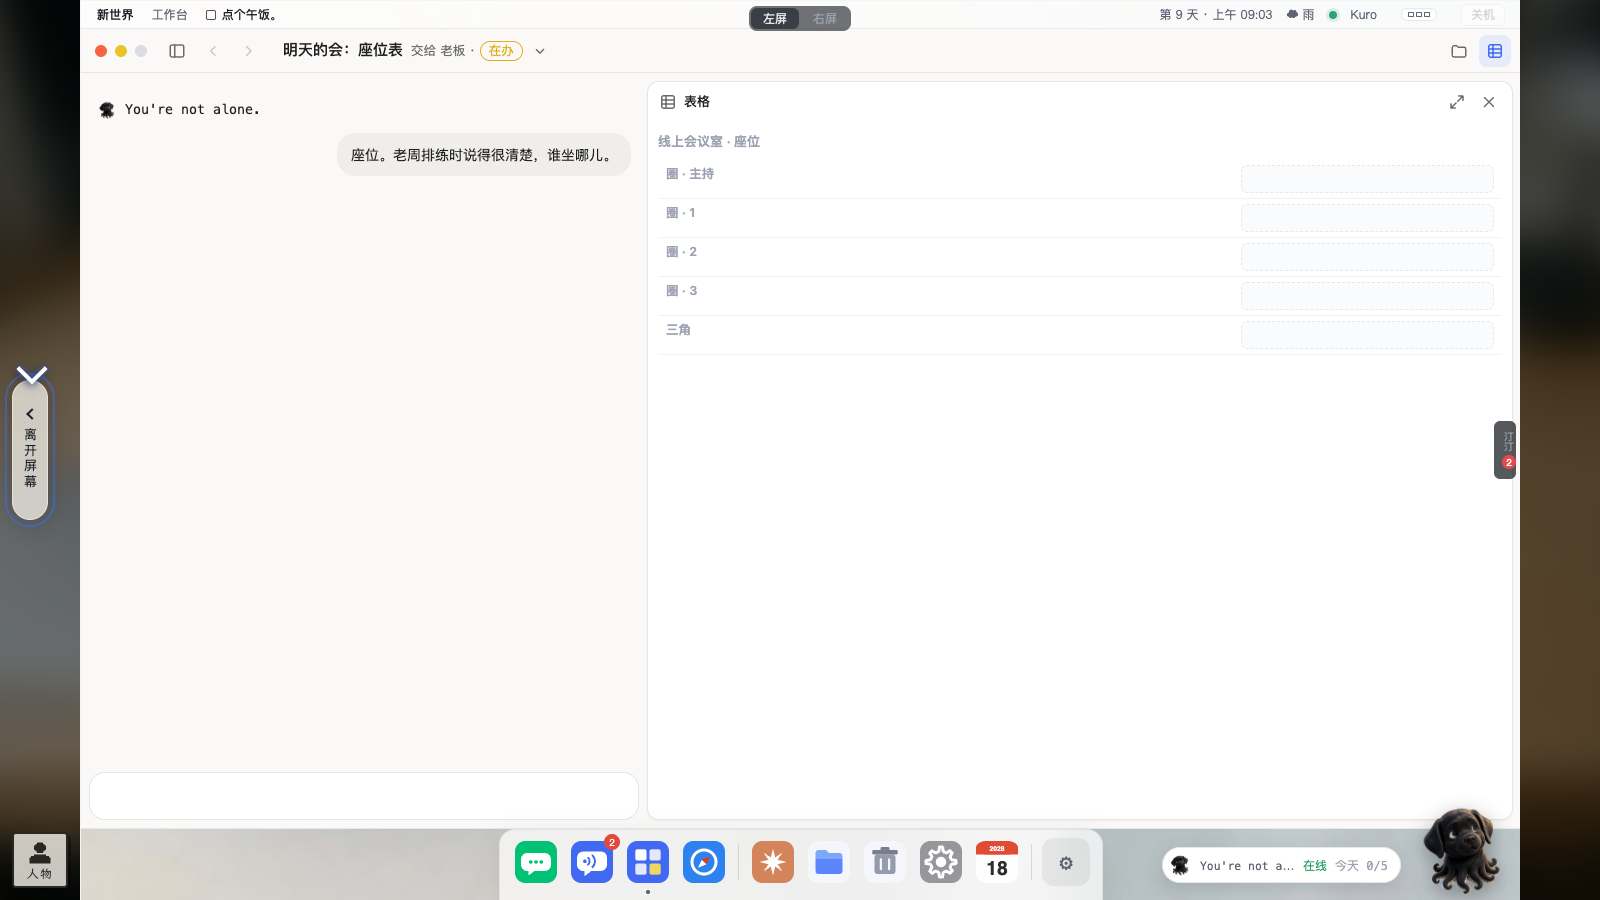 新世界 工作台 点个午饭。
左屏 右屏
第 9 天 · 上午 09:03 雨 Kuro 关机
明天的会：座位表 交给 老板 · 在办
You're not alone.
座位。老周排练时说得很清楚，谁坐哪儿。
表格
线上会议室 · 座位
圈 · 主持
圈 · 1
圈 · 2
圈 · 3
三角
离开屏幕
人物
汀汀
2
2
2026
18
You're not a... 在线 今天 0/5